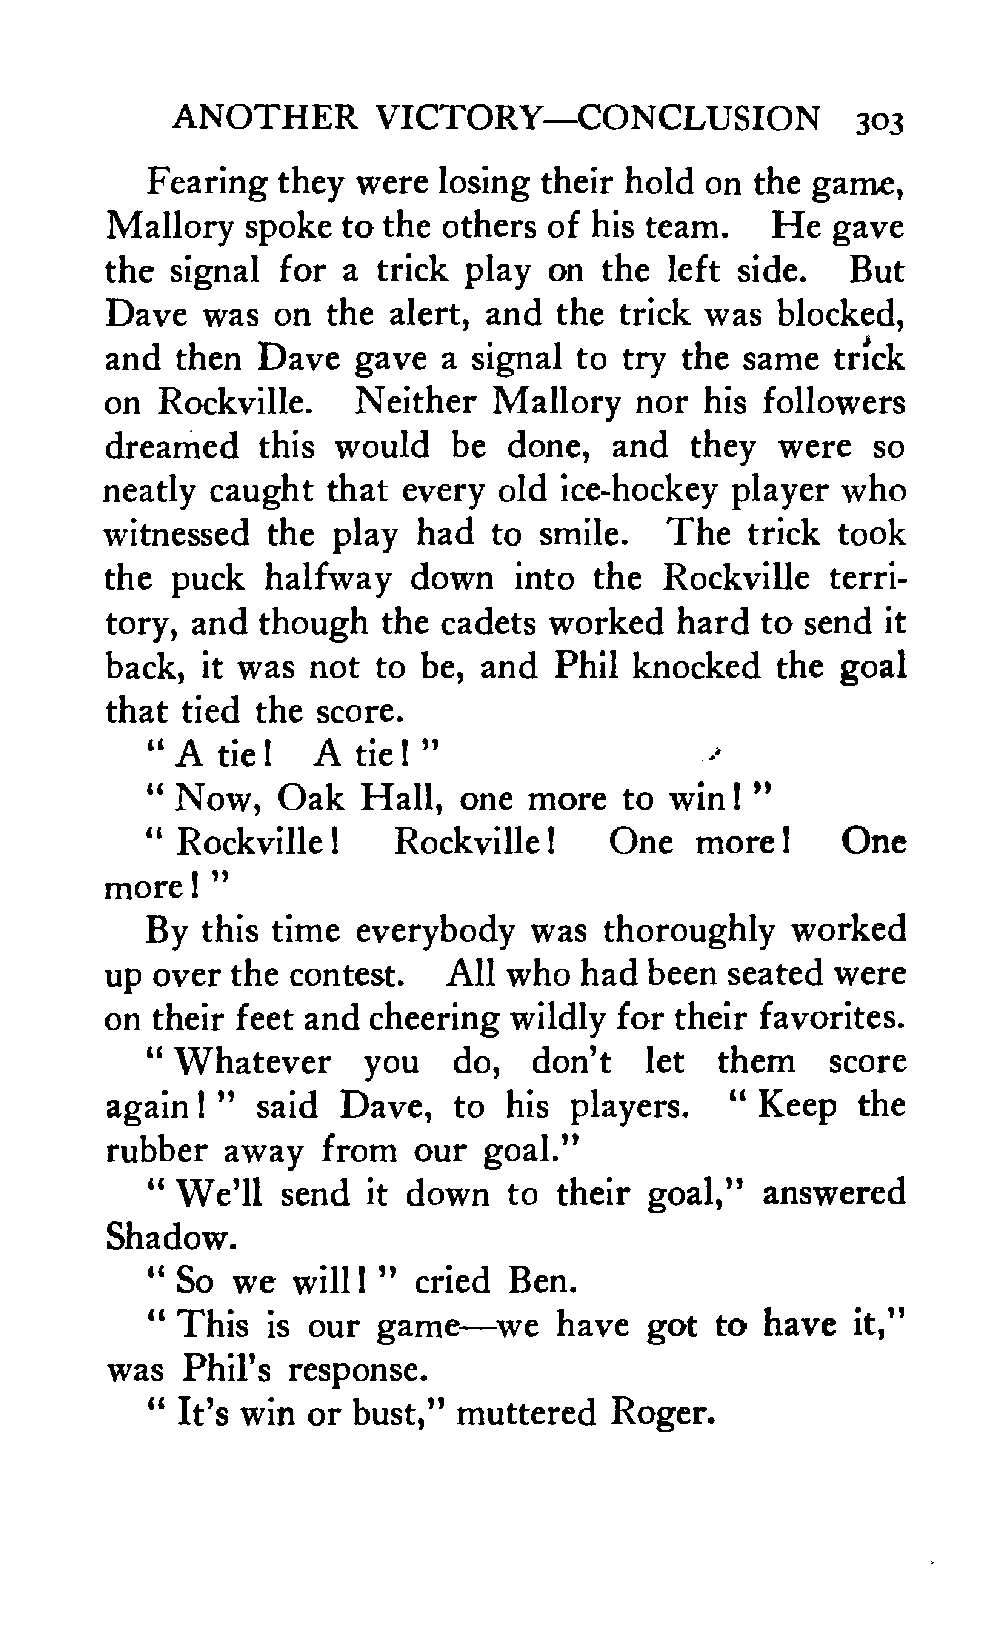 ANOTHER VICTORY—CONCLUSION 303
Fearing they were losing their hold on the game,
Mallory spoke to the others of his team. He gave
the signal for a trick play on the left side. But
Dave was on the alert, and the trick was blocked,
and then Dave gave a signal to try the same trick
on Rockville. Neither Mallory nor his followers
dreamed this would be done, and they were so
neatly caught that every old ice-hockey player who
witnessed the play had to smile. The trick took
the puck halfway down into the Rockville terri-
tory, and though the cadets worked hard to send it
back, it was not to be, and Phil knocked the goal
that tied the score.
" A tie! A tie! "
" Now, Oak Hall, one more to win! "
" Rockville! Rockville! One more! One
more! "
By this time everybody was thoroughly worked
up over the contest. All who had been seated were
on their feet and cheering wildly for their favorites.
" Whatever you do, don't let them score
again! " said Dave, to his players. " Keep the
rubber away from our goal."
" We'll send it down to their goal," answered
Shadow.
" So we will! " cried Ben.
" This is our game—we have got to have it,"
was Phil's response.
" It's win or bust," muttered Roger.